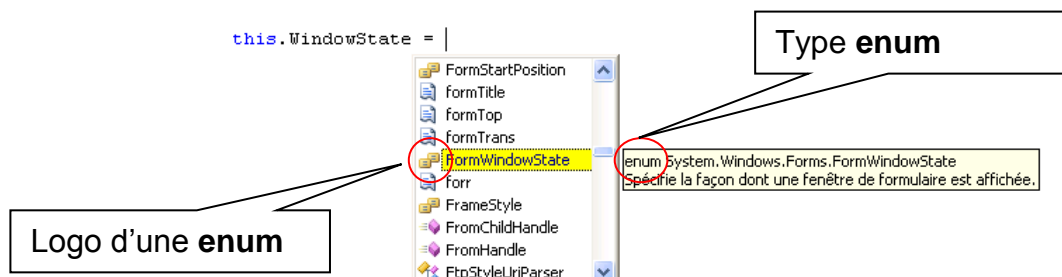 this.WindowState =
Type enum
FormStartPosition
formTitle
formTop
formTrans
FormWindowState
enum System.Windows.Forms.FormWindowState
Spécifie la façon dont une fenêtre de formulaire est affichée.
forr
FrameStyle
FromChildHandle
FromHandle
FtpStyleUriParser
Logo d’une enum